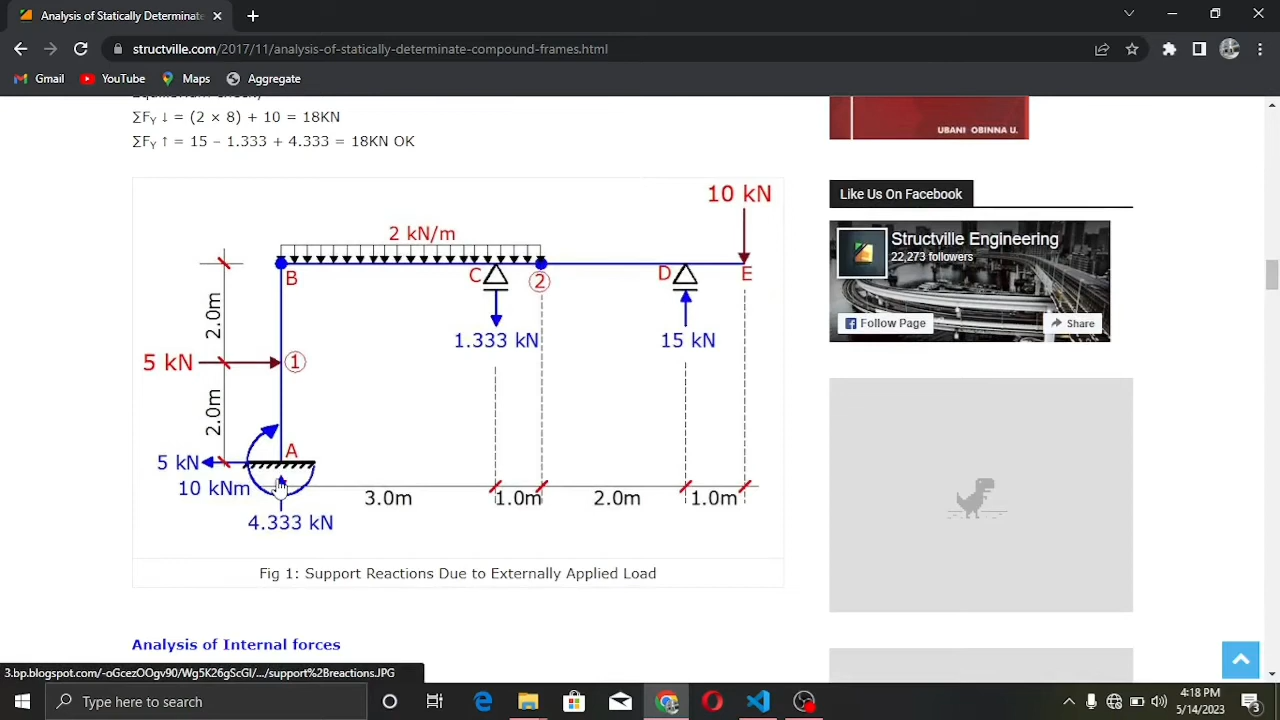 Analysis of Statically Determinate
structville.com/2017/11/analysis-of-statically-determinate-compound-frames.html
Gmail YouTube Maps Aggregate
∑FY ↓ = (2 × 8) + 10 = 18KN
∑FY ↑ = 15 – 1.333 + 4.333 = 18KN OK
10 kN
2 kN/m
B
C
2
D
E
2.0m
1.333 kN
15 kN
5 kN
1
2.0m
A
5 kN
10 kNm
3.0m
1.0m
2.0m
1.0m
4.333 kN
Fig 1: Support Reactions Due to Externally Applied Load
Analysis of Internal forces
UBANI OBINNA U.
Like Us On Facebook
Structville Engineering
22,273 followers
Follow Page
Share
3.bp.blogspot.com/-oGcezOOgv90/Wg5K26gScGI/.../support%2Breactions.JPG
Type here to search
4:18 PM
5/14/2023
3